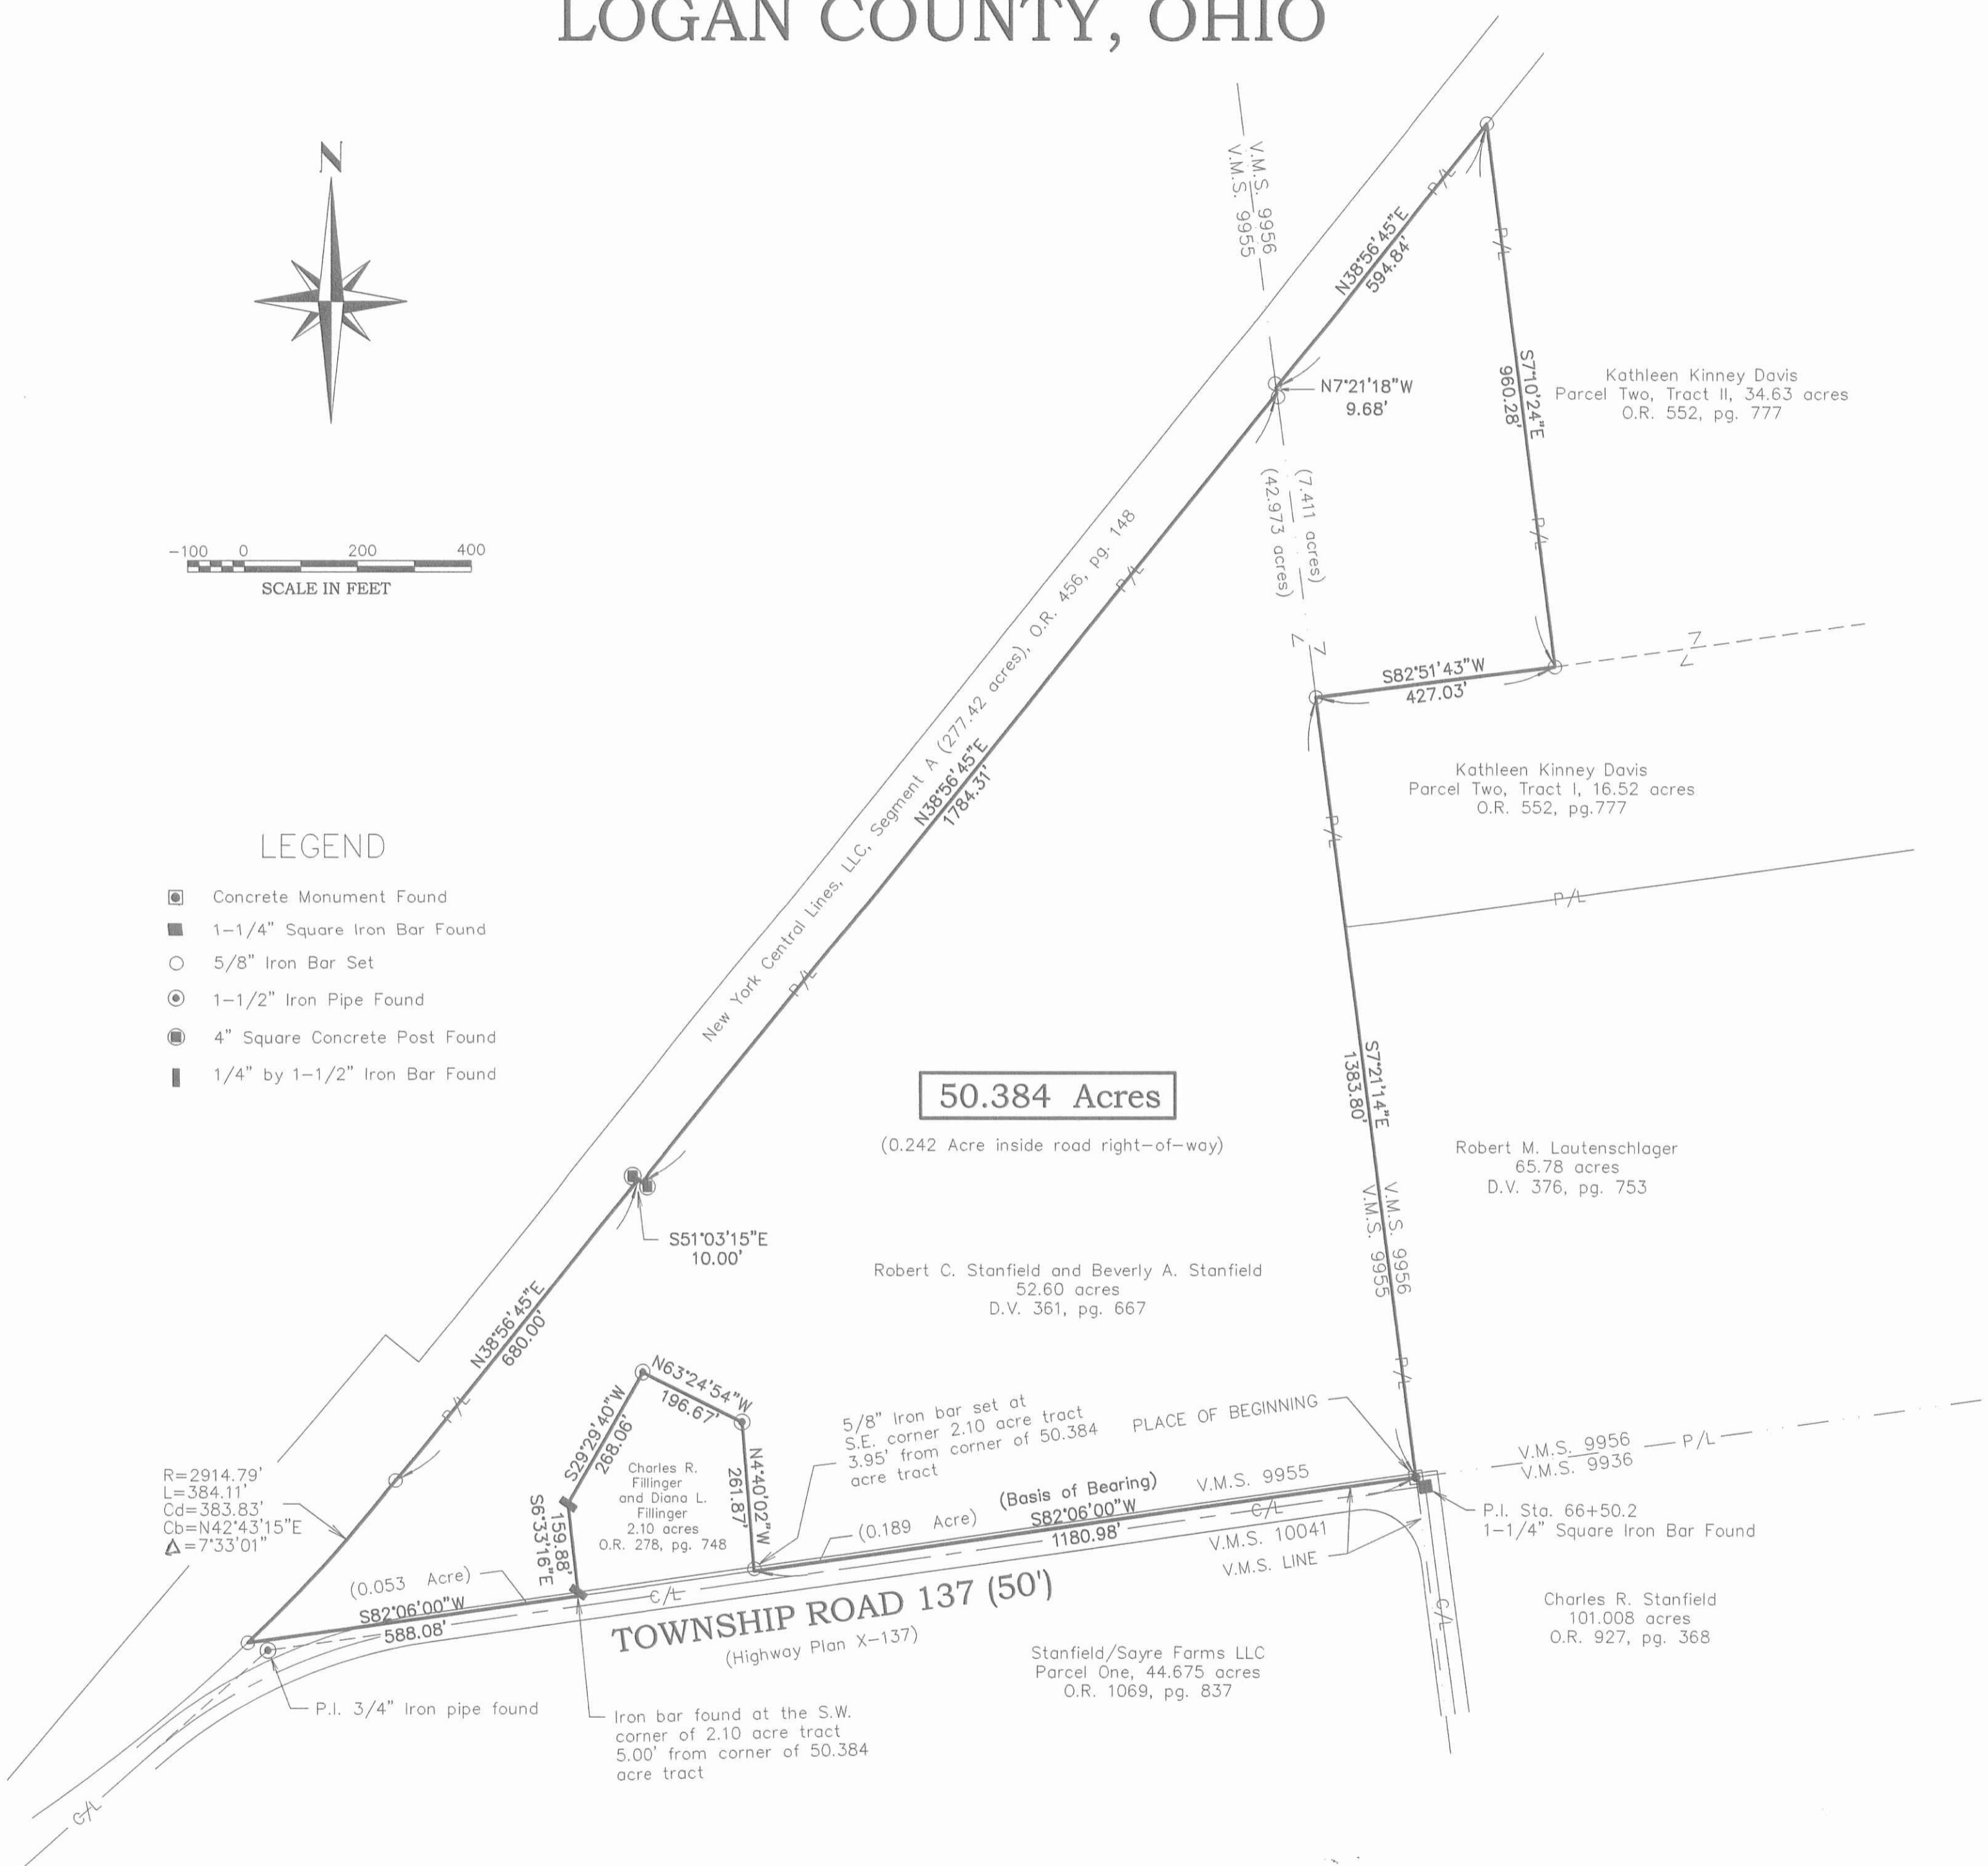 LOGAN COUNTY, OHIO
N
-100 0 200 400
SCALE IN FEET
LEGEND
Concrete Monument Found
1-1/4" Square Iron Bar Found
5/8" Iron Bar Set
1-1/2" Iron Pipe Found
4" Square Concrete Post Found
1/4" by 1-1/2" Iron Bar Found
V.M.S. 9956
V.M.S. 9955
N38°56'45"E
594.84'
P/L
P/L
S7°10'24"E
960.28'
P/L
Kathleen Kinney Davis
Parcel Two, Tract II, 34.63 acres
O.R. 552, pg. 777
N7°21'18"W
9.68'
(7.411 acres)
(42.973 acres)
S82°51'43"W
427.03'
Kathleen Kinney Davis
Parcel Two, Tract I, 16.52 acres
O.R. 552, pg.777
P/L
P/L
New York Central Lines, LLC, Segment A (277.42 acres), O.R. 456, pg. 148
P/L
N38°56'45"E
1784.31'
P/L
50.384 Acres
(0.242 Acre inside road right-of-way)
S7°21'14"E
1383.80'
Robert M. Lautenschlager
65.78 acres
D.V. 376, pg. 753
V.M.S. 9956
V.M.S. 9955
P/L
S51°03'15"E
10.00'
Robert C. Stanfield and Beverly A. Stanfield
52.60 acres
D.V. 361, pg. 667
N38°56'45"E
680.00'
P/L
N63°24'54"W
196.67'
S29°29'40"W
268.06'
N4°40'02"W
261.87'
S6°33'16"E
159.88'
Charles R.
Fillinger
and Diana L.
Fillinger
2.10 acres
O.R. 278, pg. 748
5/8" Iron bar set at
S.E. corner 2.10 acre tract
3.95' from corner of 50.384
acre tract
PLACE OF BEGINNING
V.M.S. 9956
V.M.S. 9936
P/L
R=2914.79'
L=384.11'
Cd=383.83'
Cb=N42°43'15"E
Δ=7°33'01"
(0.053 Acre)
S82°06'00"W
588.08'
(0.189 Acre)
(Basis of Bearing)
S82°06'00"W
1180.98'
V.M.S. 9955
C/L
V.M.S. 10041
V.M.S. LINE
P.I. Sta. 66+50.2
1-1/4" Square Iron Bar Found
C/L
TOWNSHIP ROAD 137 (50')
(Highway Plan X-137)
C/L
Charles R. Stanfield
101.008 acres
O.R. 927, pg. 368
Stanfield/Sayre Farms LLC
Parcel One, 44.675 acres
O.R. 1069, pg. 837
P.I. 3/4" Iron pipe found
Iron bar found at the S.W.
corner of 2.10 acre tract
5.00' from corner of 50.384
acre tract
C/L